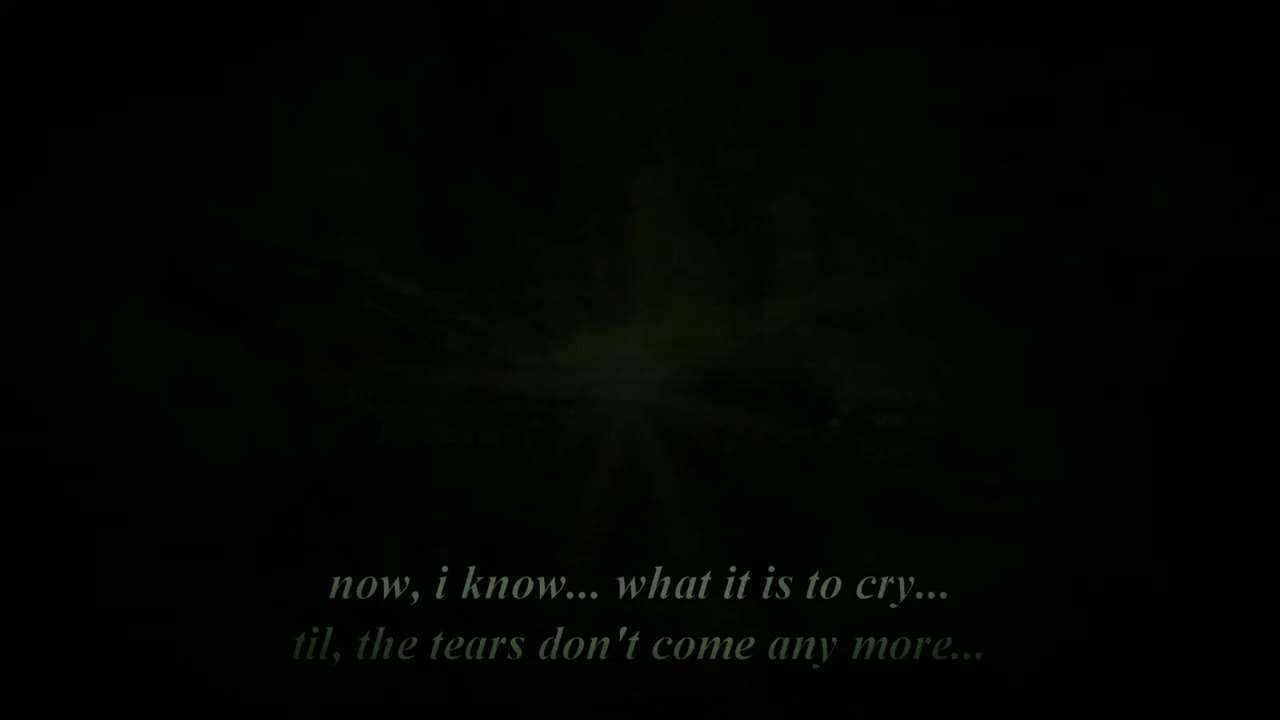 now, i know... what it is to cry...
til, the tears don't come any more...